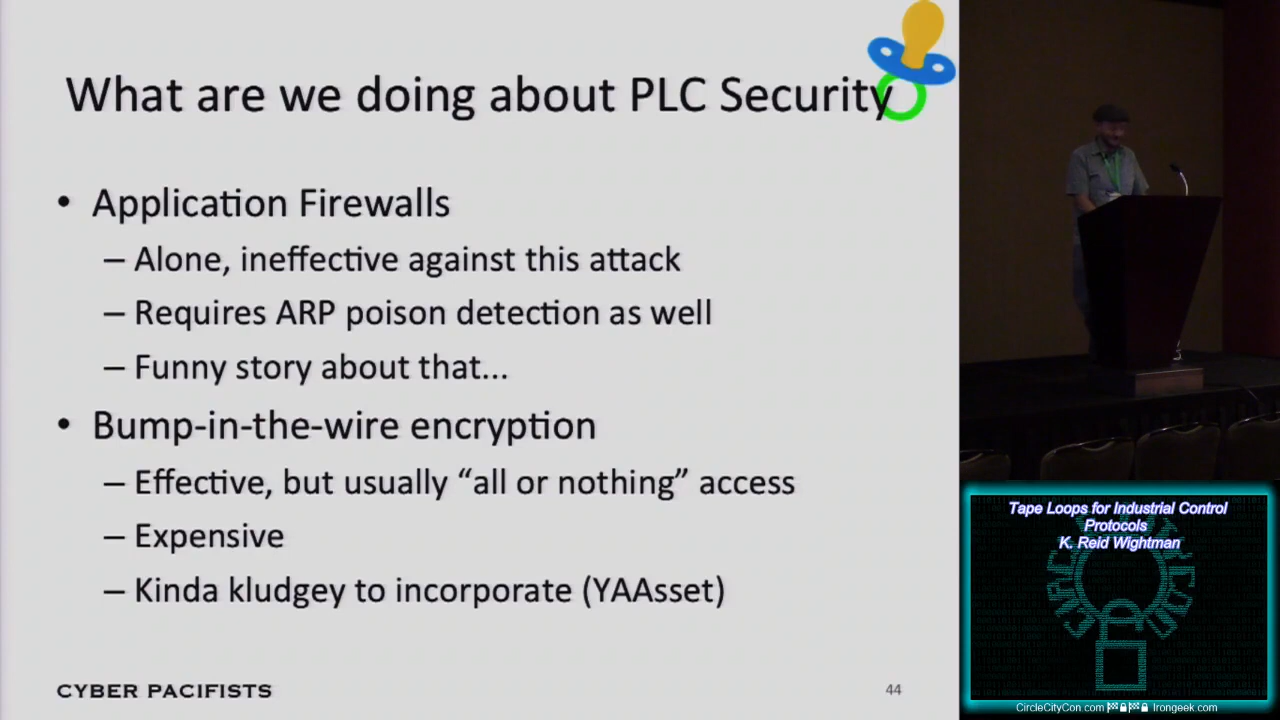 What are we doing about PLC Security
• Application Firewalls
– Alone, ineffective against this attack
– Requires ARP poison detection as well
– Funny story about that...
• Bump-in-the-wire encryption
– Effective, but usually “all or nothing” access
– Expensive
– Kinda kludgey to incorporate (YAAsset)
CYBER PACIFISTS
44
Tape Loops for Industrial Control
Protocols
K. Reid Wightman
CircleCityCon.com
Irongeek.com